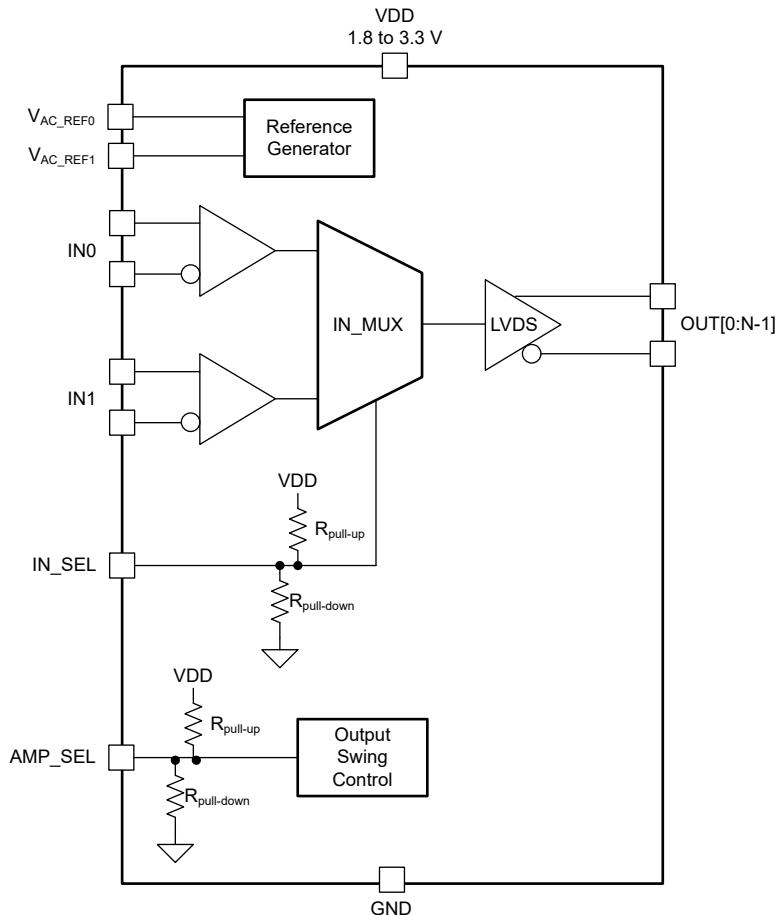 VDD
1.8 to 3.3 V
VAC_REF0
Reference
Generator
VAC_REF1
IN0
IN_MUX
LVDS
OUT[0:N-1]
IN1
VDD
Rpull-up
IN_SEL
Rpull-down
VDD
Rpull-up
AMP_SEL
Output
Swing
Control
Rpull-down
GND